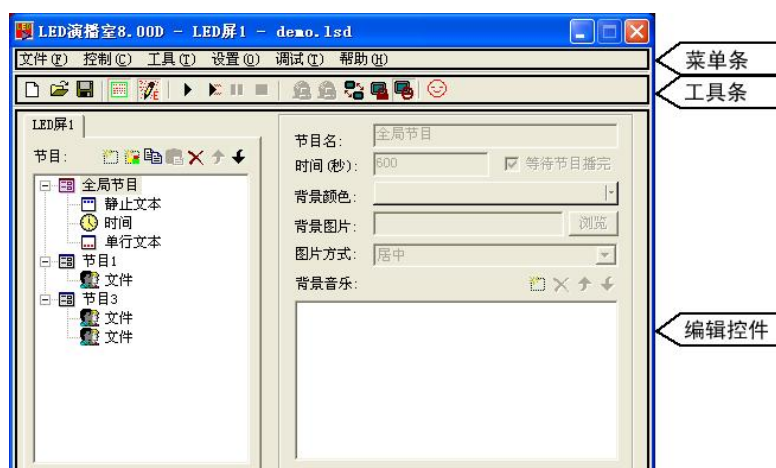 LED演播室8.00D - LED屏1 - demo.lsd
文件(F) 控制(C) 工具(T) 设置(O) 调试(T) 帮助(H)
菜单条
工具条
LED屏1
节目:
全局节目
静止文本
时间
单行文本
节目1
文件
节目3
文件
文件
节目名: 全局节目
时间(秒): 600 等待节目播完
背景颜色:
背景图片: 浏览
图片方式: 居中
背景音乐:
编辑控件